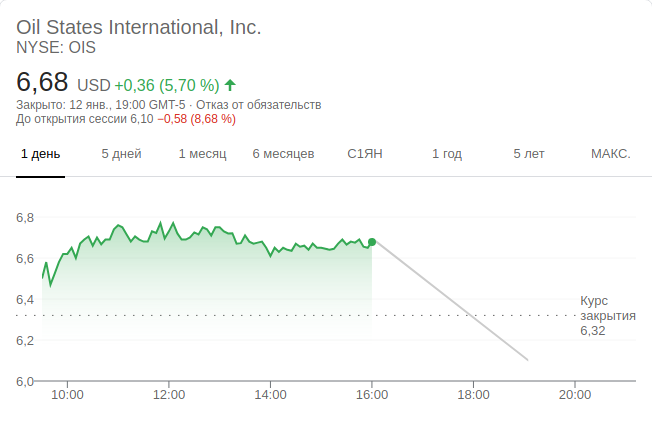 Oil States International, Inc.
NYSE: OIS
6,68 USD +0,36 (5,70 %)
Закрыто: 12 янв., 19:00 GMT-5 · Отказ от обязательств
До открытия сессии 6,10 −0,58 (8,68 %)
1 день 5 дней 1 месяц 6 месяцев С1ЯН 1 год 5 лет МАКС.
6,8
6,6
6,4
6,2
6,0
Курс
закрытия
6,32
10:00 12:00 14:00 16:00 18:00 20:00